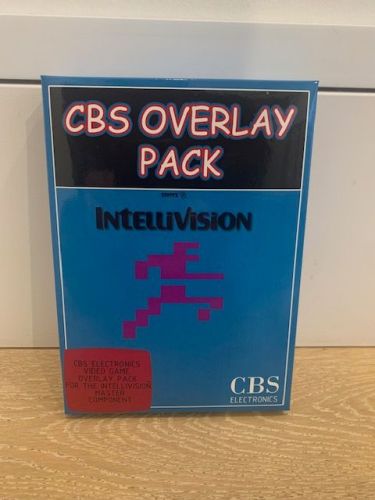 CBS OVERLAY
PACK
INTELLIVISION
CBS ELECTRONICS
VIDEO GAME
OVERLAY PACK
FOR THE INTELLIVISION
MASTER
COMPONENT
CBS
ELECTRONICS